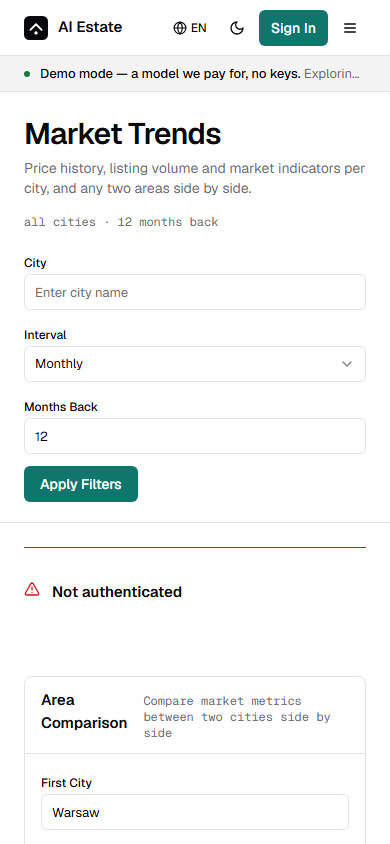 AI Estate
EN
Sign In
Demo mode — a model we pay for, no keys. Explorin...
Market Trends
Price history, listing volume and market indicators per
city, and any two areas side by side.
all cities · 12 months back
City
Enter city name
Interval
Monthly
Months Back
12
Apply Filters
Not authenticated
Area
Comparison
Compare market metrics
between two cities side by
side
First City
Warsaw